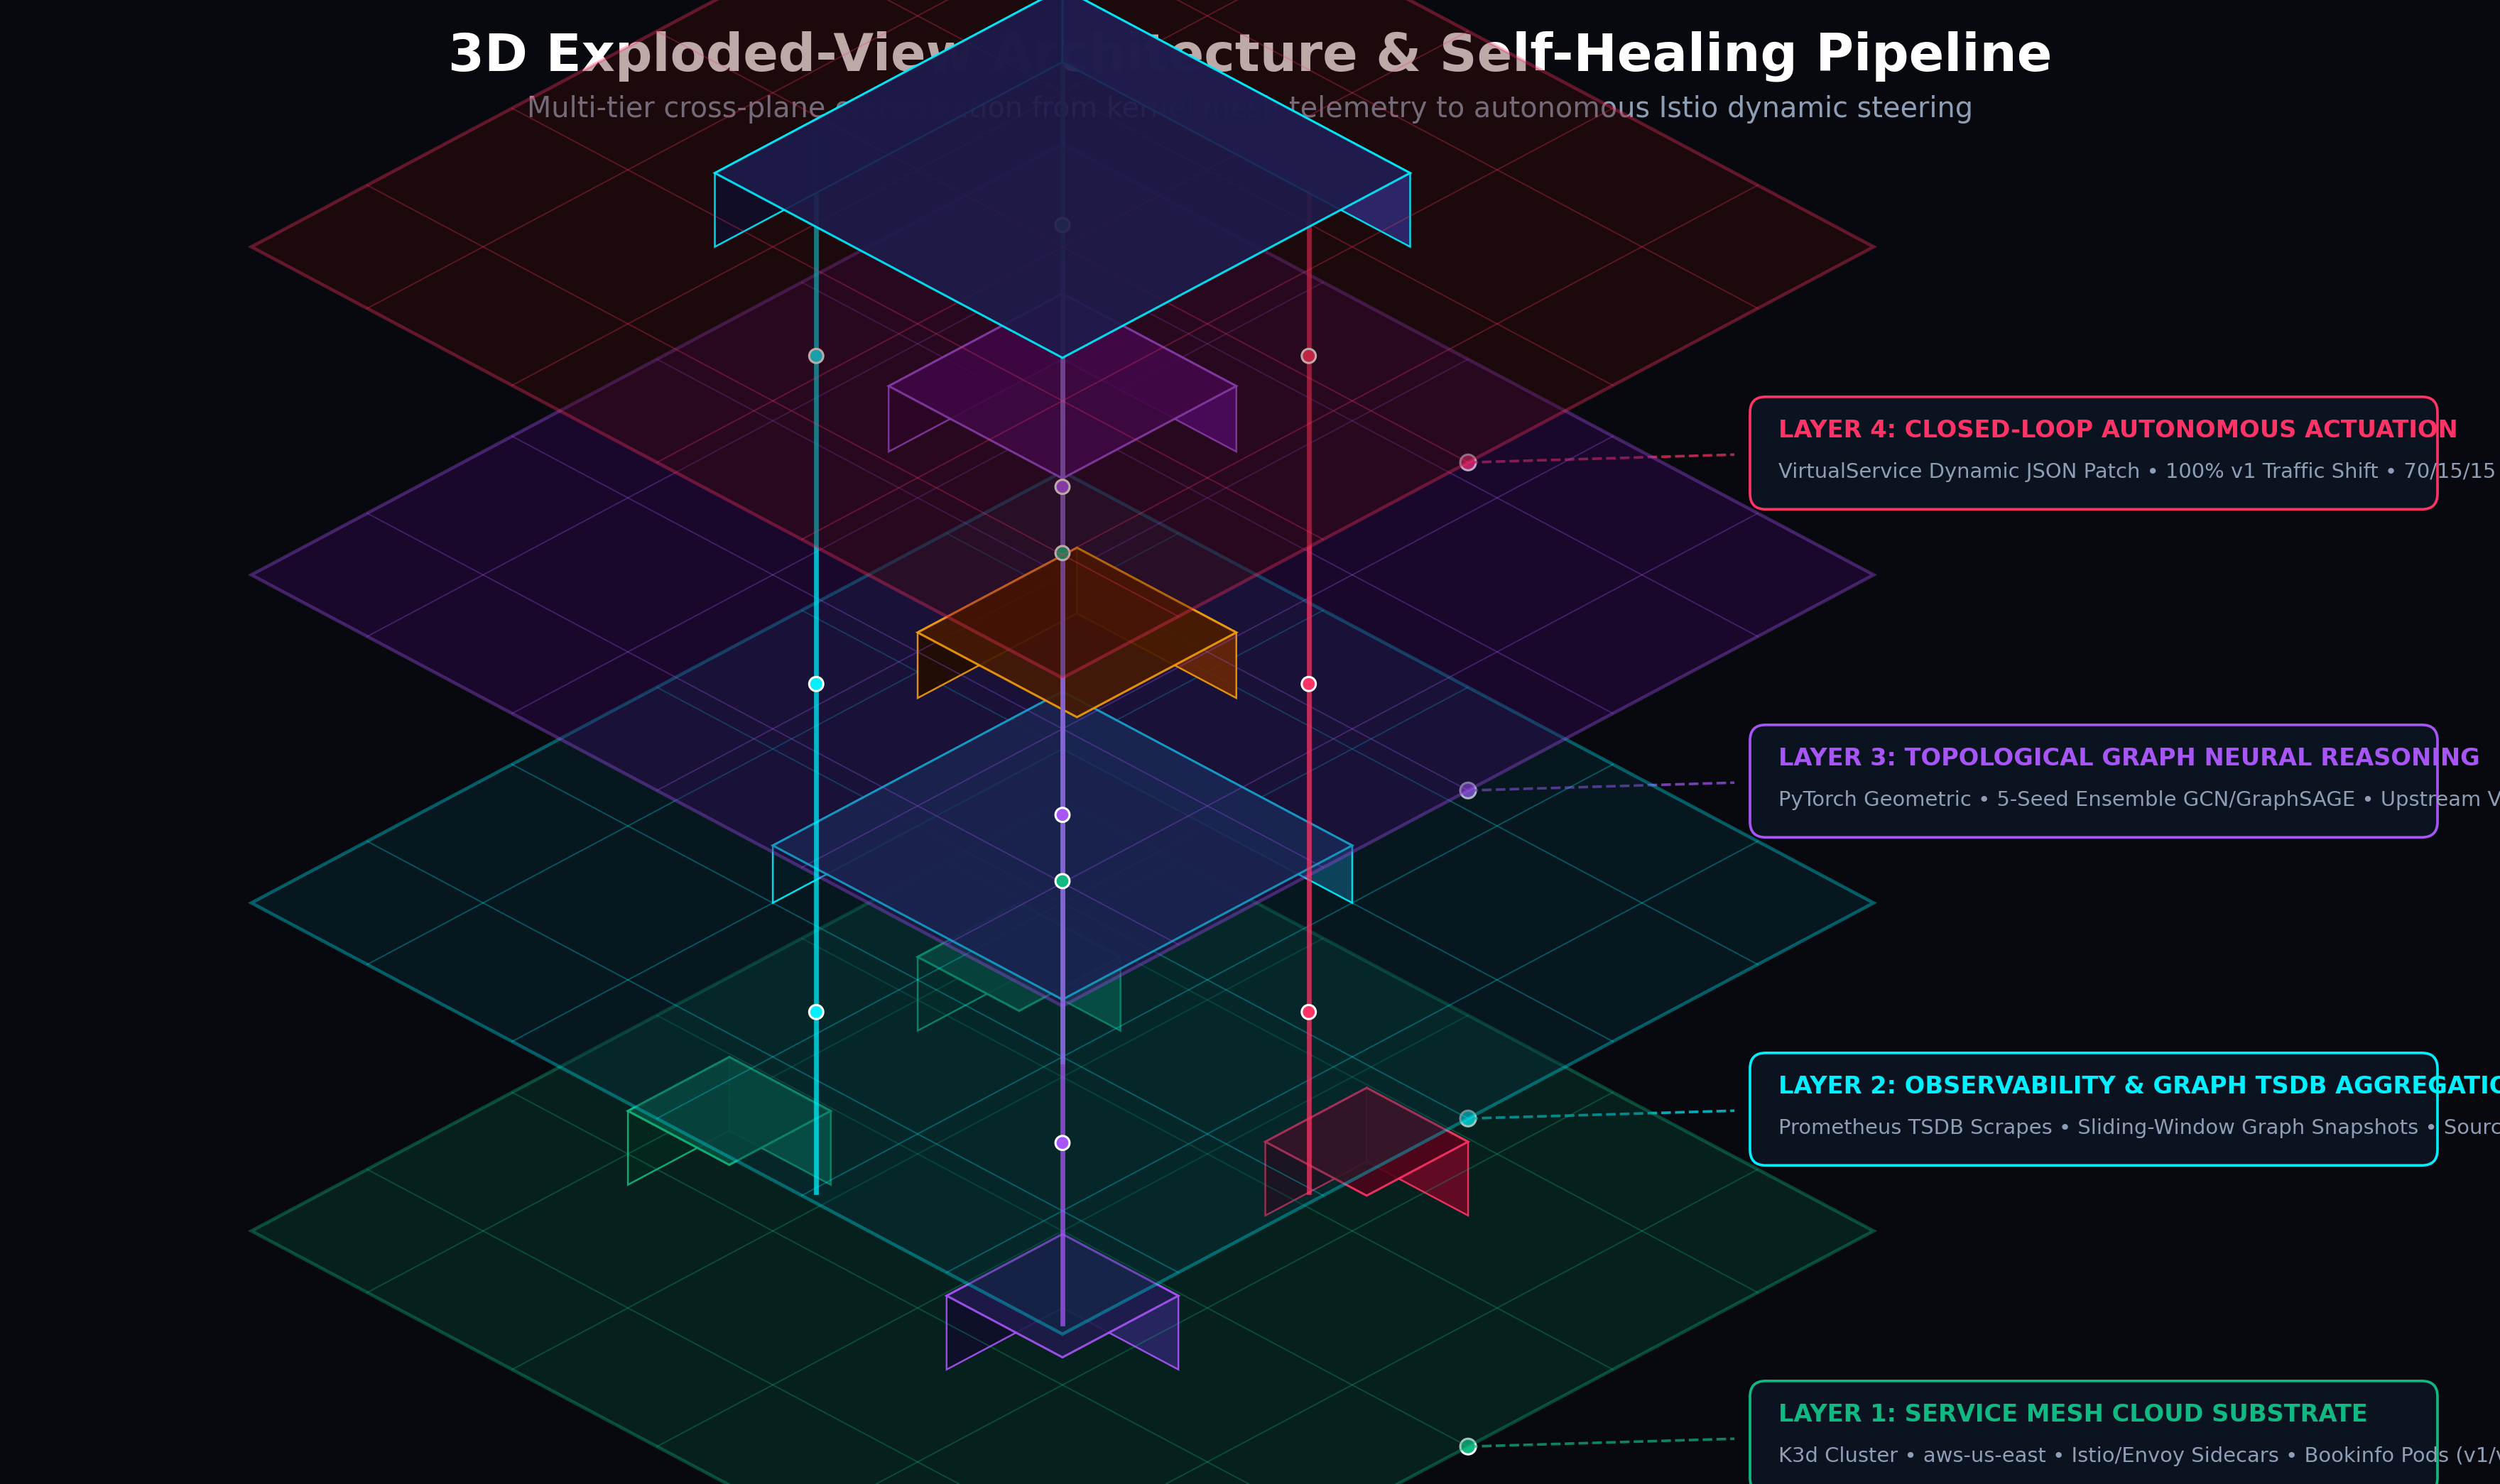 3D Exploded-View Architecture & Self-Healing Pipeline
Multi-tier cross-plane from telemetry to autonomous Istio dynamic steering
LAYER 4: CLOSED-LOOP AUTONOMOUS ACTUATION
VirtualService Dynamic JSON Patch • 100% v1 Traffic Shift • 70/15/15
LAYER 3: TOPOLOGICAL GRAPH NEURAL REASONING
PyTorch Geometric • 5-Seed Ensemble GCN/GraphSAGE • Upstream
LAYER 2: OBSERVABILITY & GRAPH TSDB
Prometheus TSDB Scrapes • Sliding-Window Graph Snapshots •
LAYER 1: SERVICE MESH CLOUD SUBSTRATE
K3d Cluster • aws-us-east • Istio/Envoy Sidecars • Bookinfo Pods (v1/